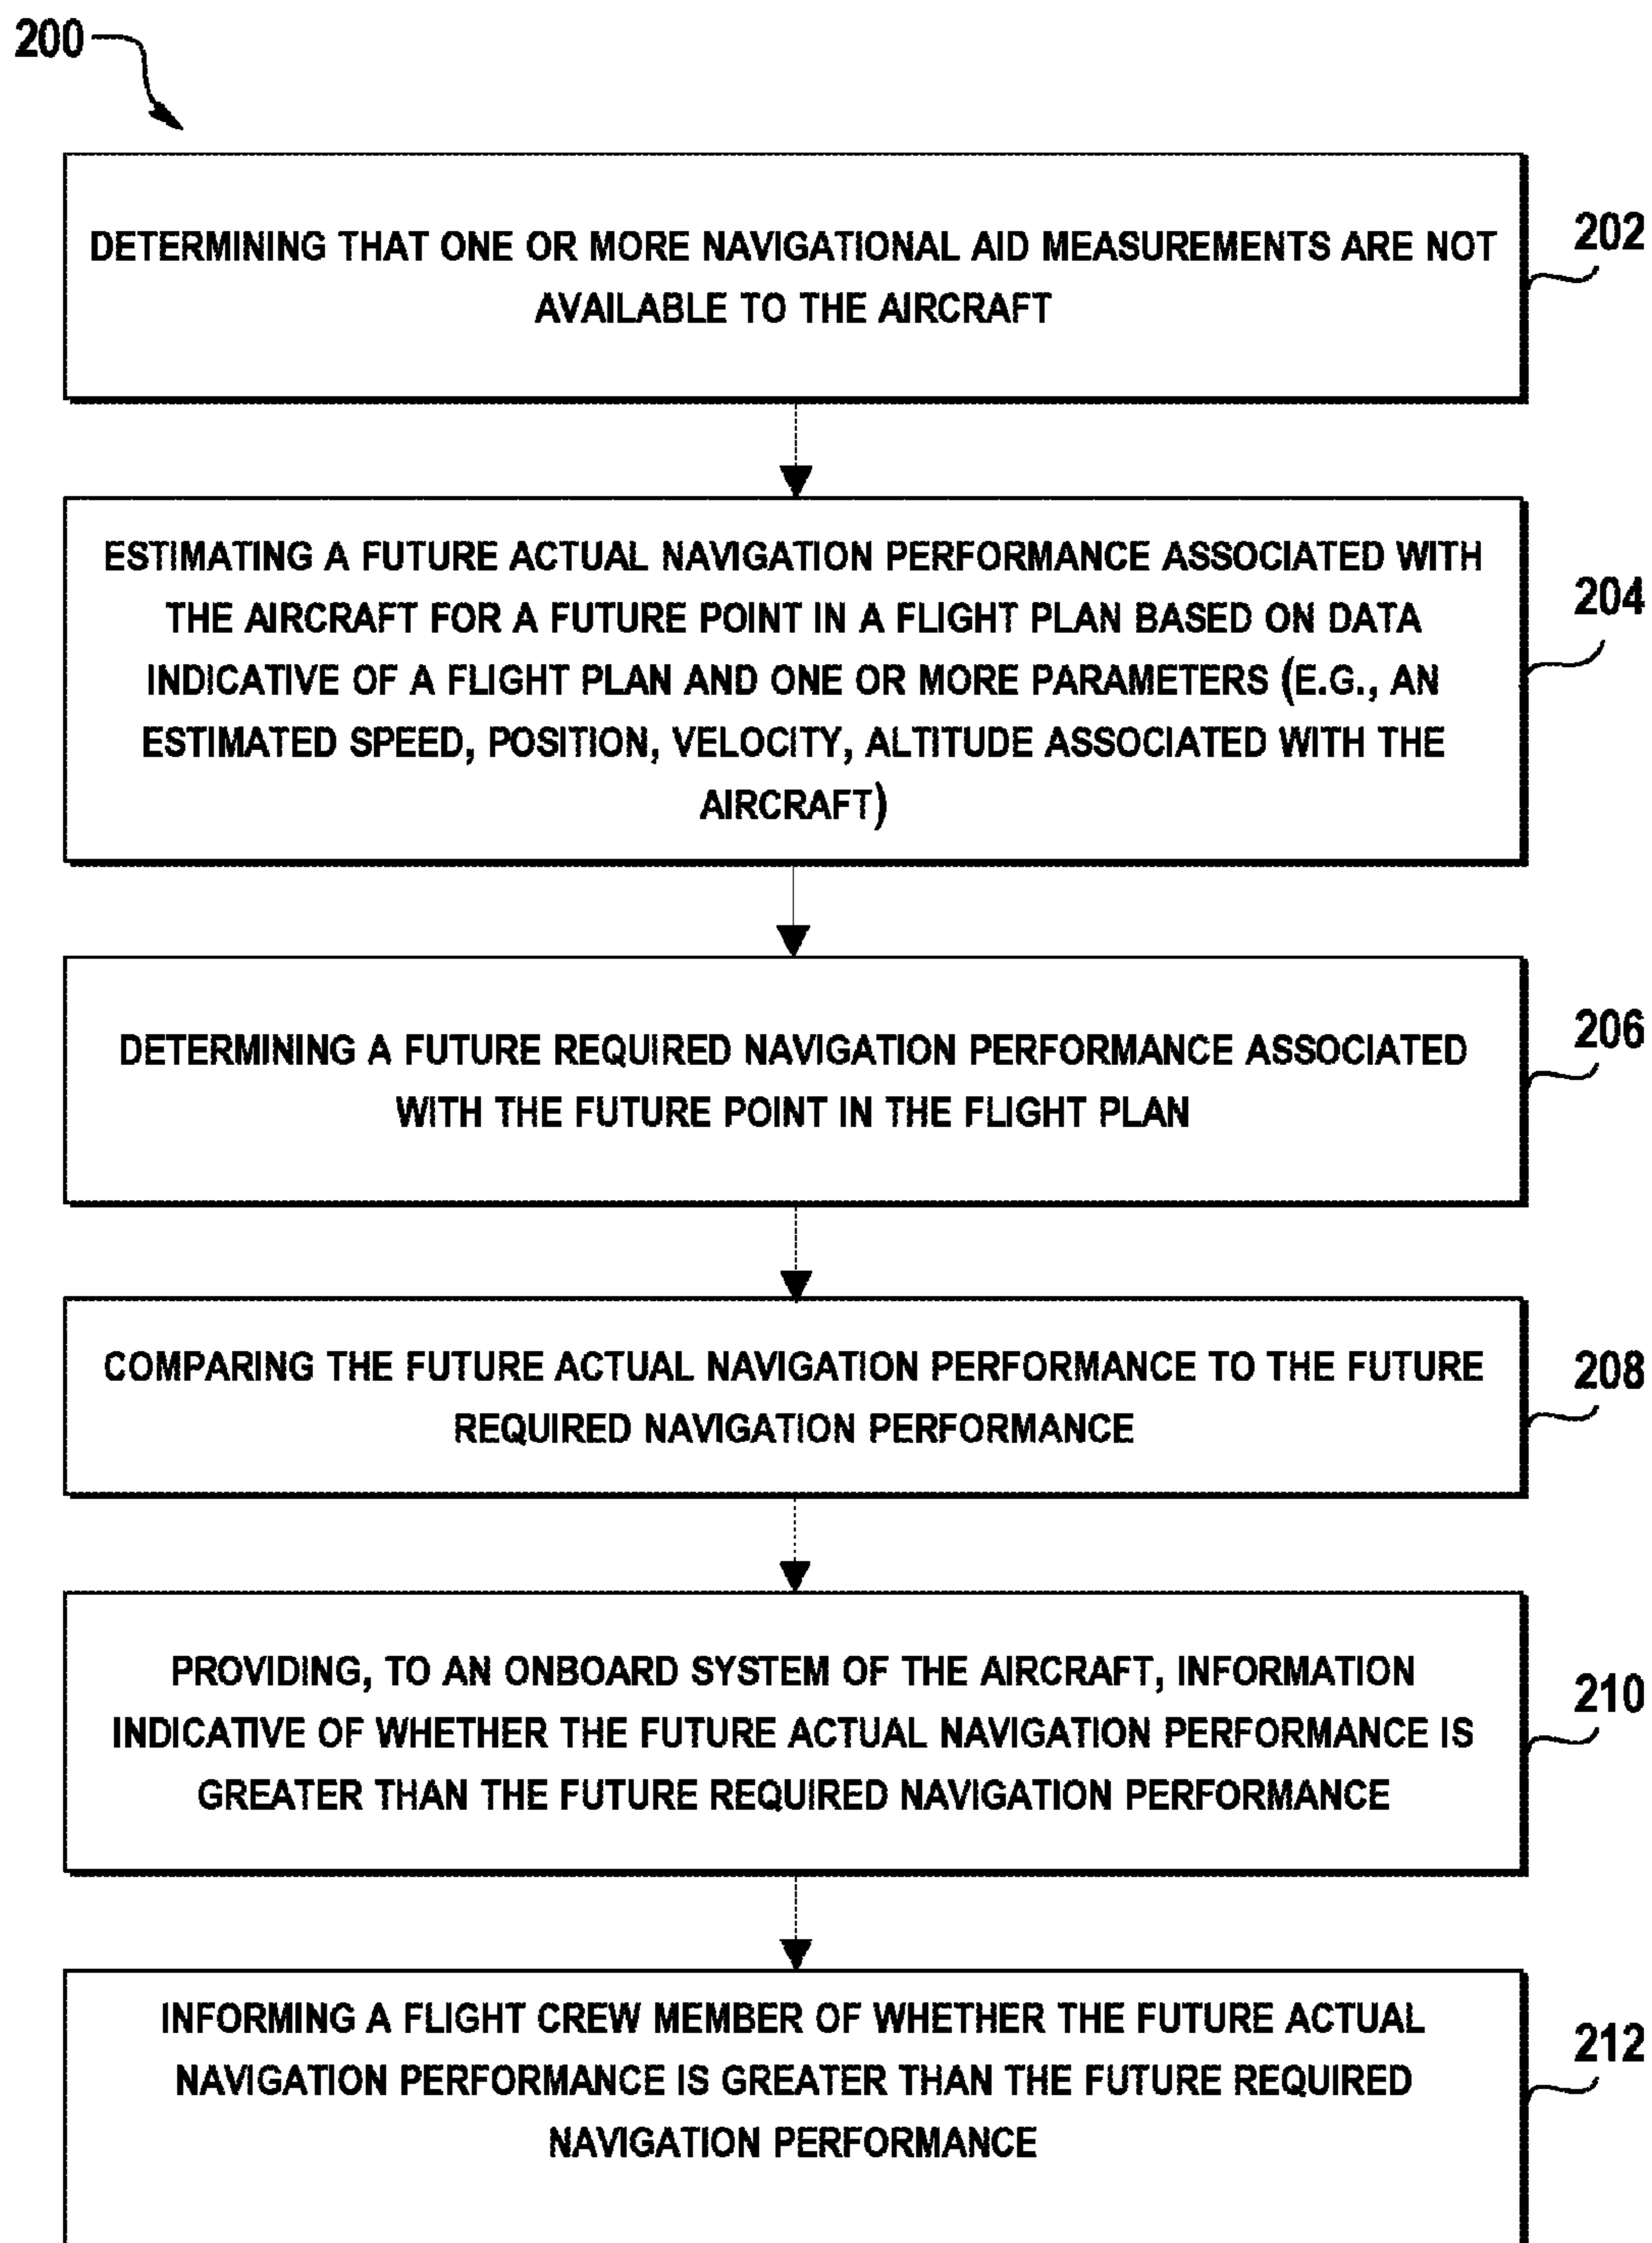 200
DETERMINING THAT ONE OR MORE NAVIGATIONAL AID MEASUREMENTS ARE NOT
AVAILABLE TO THE AIRCRAFT
202
ESTIMATING A FUTURE ACTUAL NAVIGATION PERFORMANCE ASSOCIATED WITH
THE AIRCRAFT FOR A FUTURE POINT IN A FLIGHT PLAN BASED ON DATA
INDICATIVE OF A FLIGHT PLAN AND ONE OR MORE PARAMETERS (E.G., AN
ESTIMATED SPEED, POSITION, VELOCITY, ALTITUDE ASSOCIATED WITH THE
AIRCRAFT)
204
DETERMINING A FUTURE REQUIRED NAVIGATION PERFORMANCE ASSOCIATED
WITH THE FUTURE POINT IN THE FLIGHT PLAN
206
COMPARING THE FUTURE ACTUAL NAVIGATION PERFORMANCE TO THE FUTURE
REQUIRED NAVIGATION PERFORMANCE
208
PROVIDING, TO AN ONBOARD SYSTEM OF THE AIRCRAFT, INFORMATION
INDICATIVE OF WHETHER THE FUTURE ACTUAL NAVIGATION PERFORMANCE IS
GREATER THAN THE FUTURE REQUIRED NAVIGATION PERFORMANCE
210
INFORMING A FLIGHT CREW MEMBER OF WHETHER THE FUTURE ACTUAL
NAVIGATION PERFORMANCE IS GREATER THAN THE FUTURE REQUIRED
NAVIGATION PERFORMANCE
212